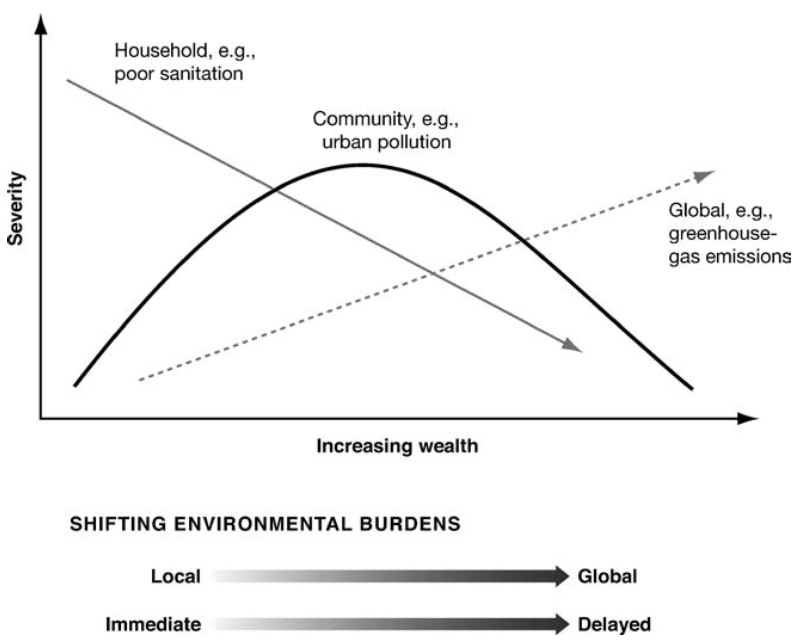 Household, e.g.,
poor sanitation
Community, e.g.,
urban pollution
Global, e.g.,
greenhouse-
gas emissions
Severity
Increasing wealth
SHIFTING ENVIRONMENTAL BURDENS
Local Global
Immediate Delayed